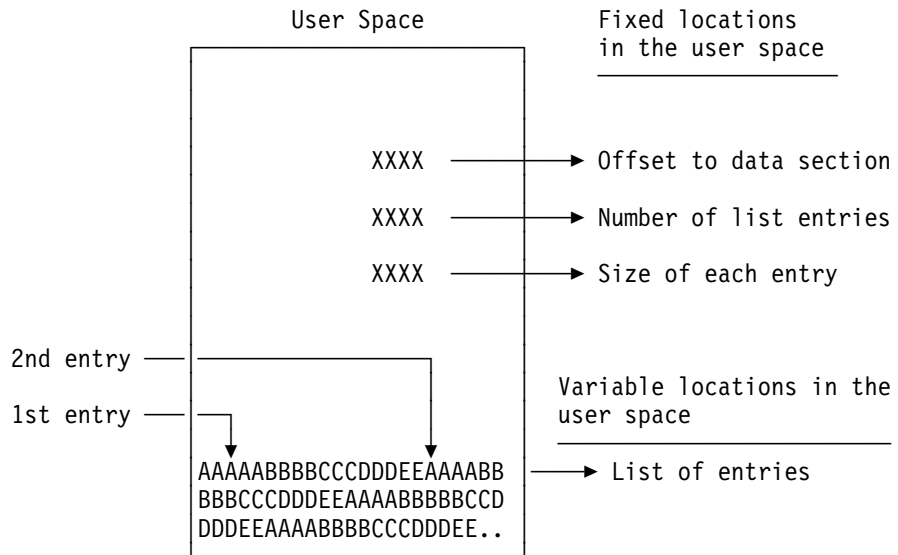 User Space
Fixed locations
in the user space
XXXX
Offset to data section
XXXX
Number of list entries
XXXX
Size of each entry
2nd entry
1st entry
Variable locations in the
user space
AAAAABBBBCCCDDDEEAAAABB
BBBCCCDDDEEAAAABBBBBCCD
DDDEEAAAABBBBCCCDDDEE..
List of entries